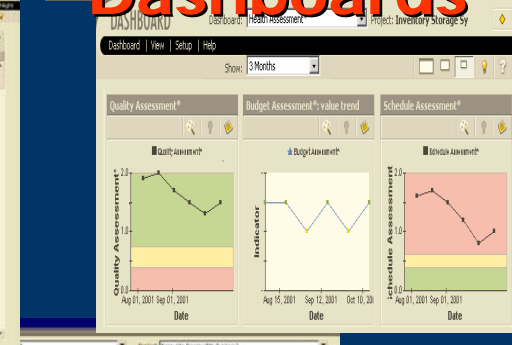 Dashboards
DASHBOARD Dashboard: Health Assessment* Project: Inventory Storage Sy
Dashboard | View | Setup | Help
Show: 3 Months
Quality Assessment* Budget Assessment*: value trend Schedule Assessment*
Quality Assessment* Budget Assessment* Schedule Assessment*
Quality Assessment* Indicator Schedule Assessment*
2.0 2.0
1.0 1.0
0.0 0.0
Aug 01, 2001 Sep 01, 2001 Aug 15, 2001 Sep 12, 2001 Oct 10, 20 Aug 01, 2001 Sep 01, 2001
Date Date Date